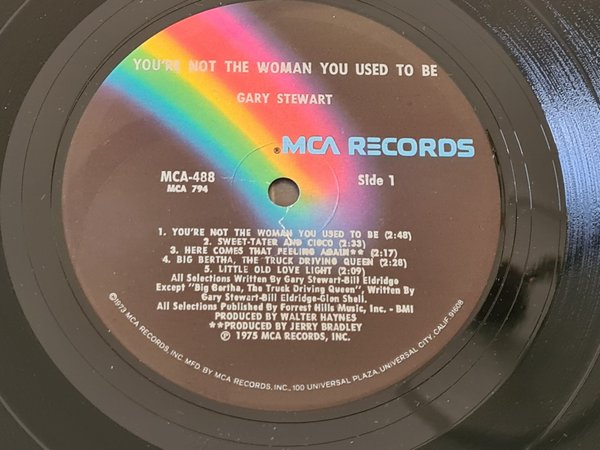 YOU'RE NOT THE WOMAN YOU USED TO BE
GARY STEWART
®MCA RECORDS
MCA-488
MCA 794
Side 1
1. YOU'RE NOT THE WOMAN YOU USED TO BE (2:48)
2. SWEET-TATER AND CISCO (2:33)
3. HERE COMES THAT FEELING AGAIN** (2:17)
4. BIG BERTHA, THE TRUCK DRIVING QUEEN (2:28)
5. LITTLE OLD LOVE LIGHT (2:09)
All Selections Written By Gary Stewart-Bill Eldridge
Except "Big Bertha, The Truck Driving Queen", Written By
Gary Stewart-Bill Eldridge-Glen Shell.
All Selections Published By Forrest Hills Music, Inc. - BMI
PRODUCED BY WALTER HAYNES
**PRODUCED BY JERRY BRADLEY
℗ 1975 MCA RECORDS, INC.
©1973 MCA RECORDS, INC. MFD. BY MCA RECORDS, INC., 100 UNIVERSAL PLAZA, UNIVERSAL CITY, CALIF. 91608